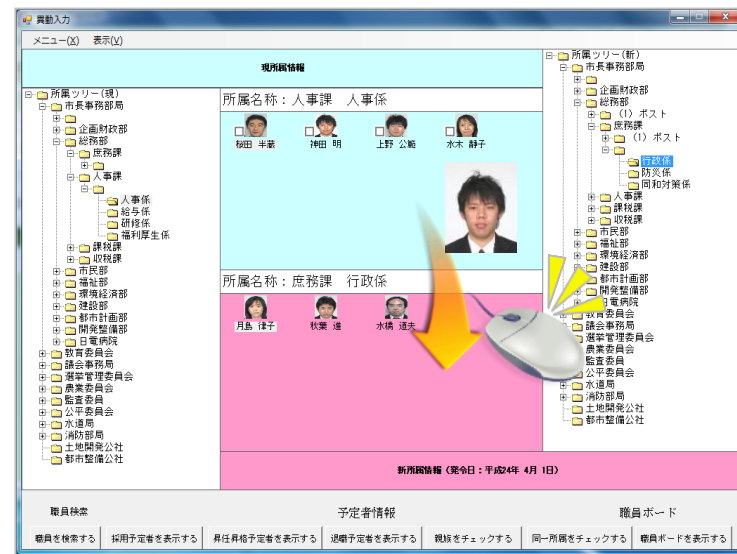 異動入力
メニュー(X) 表示(V)
現所属情報
所属ツリー(現)
市長事務部局
企画財政部
総務部
庶務課
人事課
人事係
給与係
研修係
福利厚生係
課税課
収税課
市民部
福祉部
環境経済部
建設部
都市計画部
開発整備部
日電病院
教育委員会
議会事務局
選挙管理委員会
農業委員会
監査委員
公平委員会
水道局
消防部局
土地開発公社
都市整備公社
所属名称:人事課 人事係
桜田 半蔵 神田 明 上野 公範 水木 静子
所属名称:庶務課 行政係
月島 律子 秋葉 進 水橋 道夫
新所属情報(発令日:平成24年 4月 1日)
所属ツリー(新)
市長事務部局
企画財政部
総務部
(1) ポスト
庶務課
(1) ポスト
行政係
防災係
同和対策係
人事課
課税課
収税課
市民部
福祉部
環境経済部
建設部
都市計画部
開発整備部
日電病院
教育委員会
議会事務局
選挙管理委員会
農業委員会
監査委員
公平委員会
水道局
消防部局
土地開発公社
都市整備公社
職員検索 予定者情報 職員ボード
職員を検索する 採用予定者を表示する 昇任昇格予定者を表示する 退職予定者を表示する 親族をチェックする 同一所属をチェックする 職員ボードを表示する